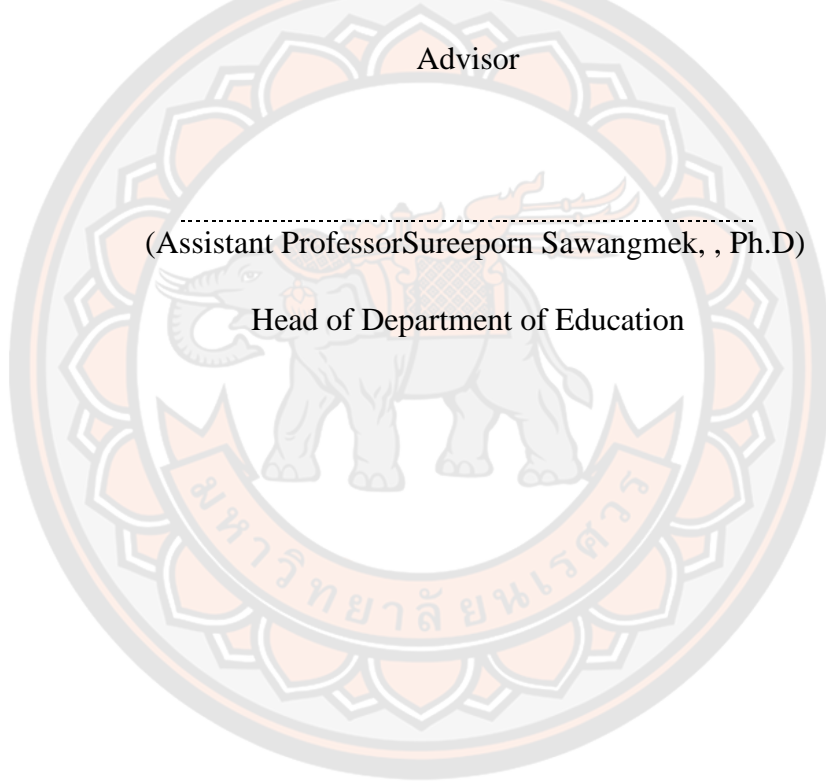 Advisor
(Assistant ProfessorSureeporn Sawangmek, , Ph.D)
Head of Department of Education
มหาวิทยาลัยนเรศวร